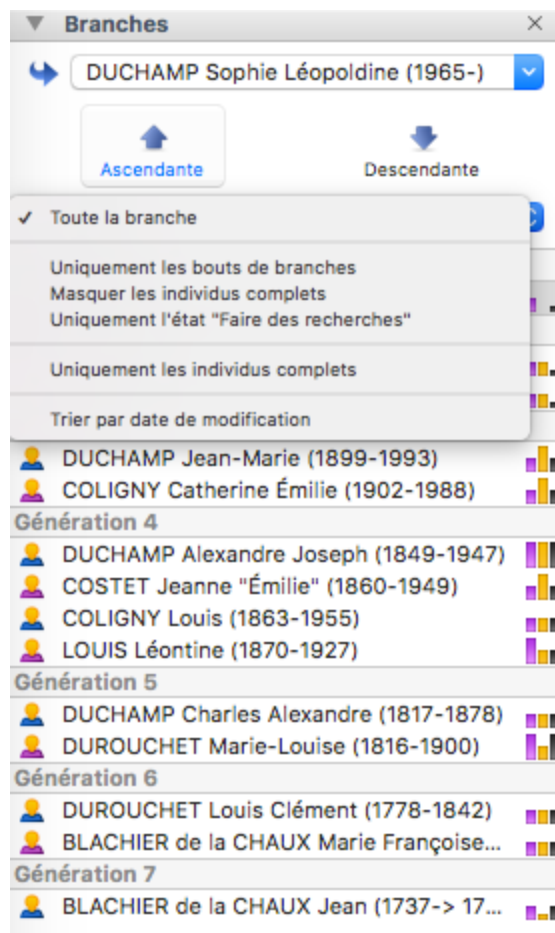 Branches
DUCHAMP Sophie Léopoldine (1965-)
Ascendante
Descendante
Toute la branche
Uniquement les bouts de branches
Masquer les individus complets
Uniquement l'état "Faire des recherches"
Uniquement les individus complets
Trier par date de modification
DUCHAMP Jean-Marie (1899-1993)
COLIGNY Catherine Émilie (1902-1988)
Génération 4
DUCHAMP Alexandre Joseph (1849-1947)
COSTET Jeanne "Émilie" (1860-1949)
COLIGNY Louis (1863-1955)
LOUIS Léontine (1870-1927)
Génération 5
DUCHAMP Charles Alexandre (1817-1878)
DUROUCHET Marie-Louise (1816-1900)
Génération 6
DUROUCHET Louis Clément (1778-1842)
BLACHIER de la CHAUX Marie Françoise...
Génération 7
BLACHIER de la CHAUX Jean (1737-> 17...